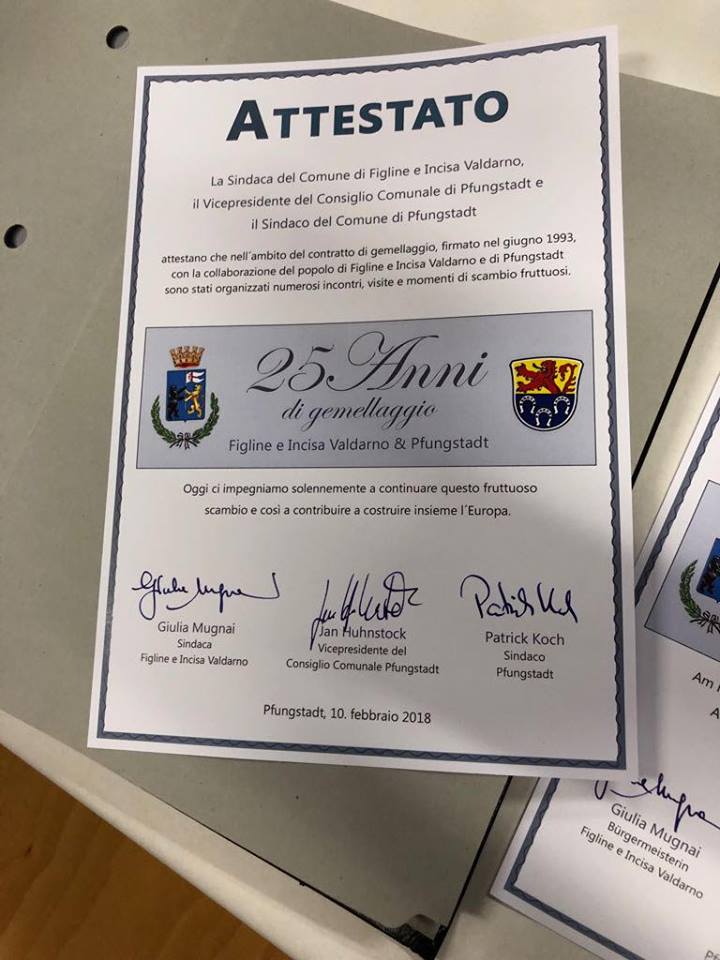 ATTESTATO
La Sindaca del Comune di Figline e Incisa Valdarno,
il Vicepresidente del Consiglio Comunale di Pfungstadt e
il Sindaco del Comune di Pfungstadt
attestano che nell´ambito del contratto di gemellaggio, firmato nel giugno 1993,
con la collaborazione del popolo di Figline e Incisa Valdarno e di Pfungstadt
sono stati organizzati numerosi incontri, visite e momenti di scambio fruttuosi.
25 Anni
di gemellaggio
Figline e Incisa Valdarno & Pfungstadt
Oggi ci impegniamo solennemente a continuare questo fruttuoso
scambio e così a contribuire a costruire insieme l´Europa.
Giulia Mugnai
Sindaca
Figline e Incisa Valdarno
Jan Huhnstock
Vicepresidente del
Consiglio Comunale Pfungstadt
Patrick Koch
Sindaco
Pfungstadt
Pfungstadt, 10. febbraio 2018
Am
Giulia Mugnai
Bürgermeisterin
Figline e Incisa Valdarno